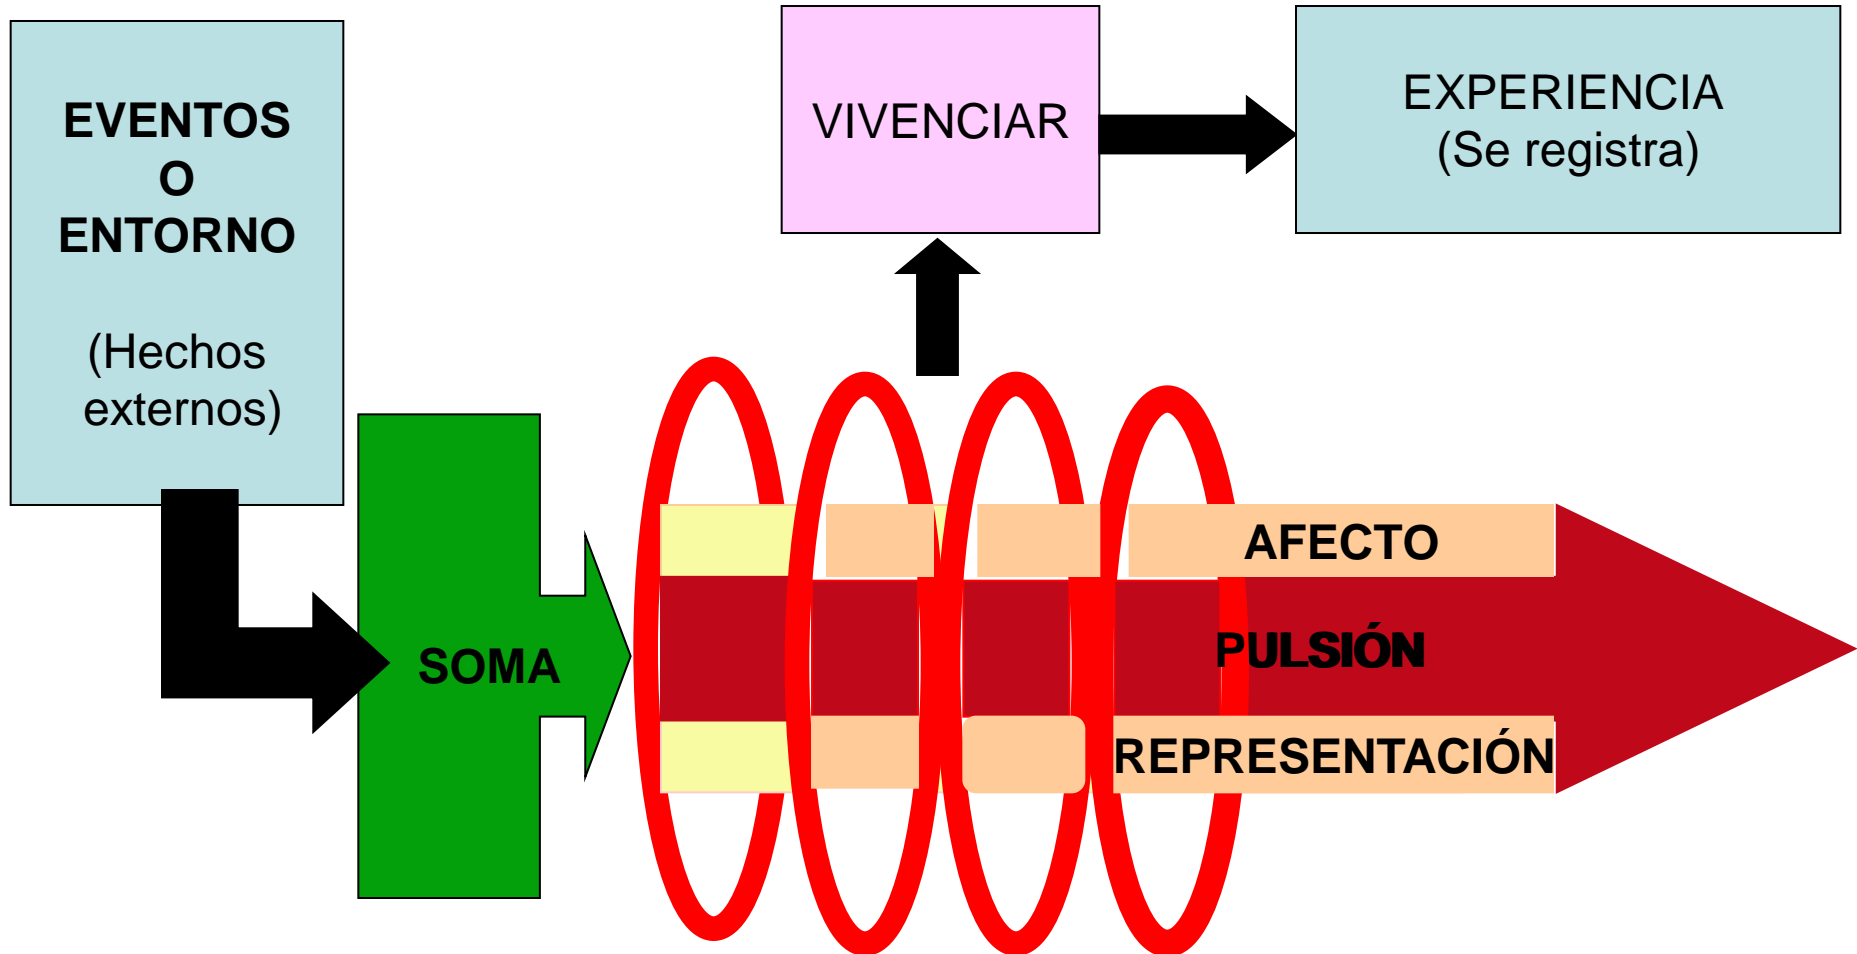 EVENTOS
O
ENTORNO
(Hechos
externos)
VIVENCIAR
EXPERIENCIA
(Se registra)
SOMA
AFECTO
PULSIÓN
REPRESENTACIÓN